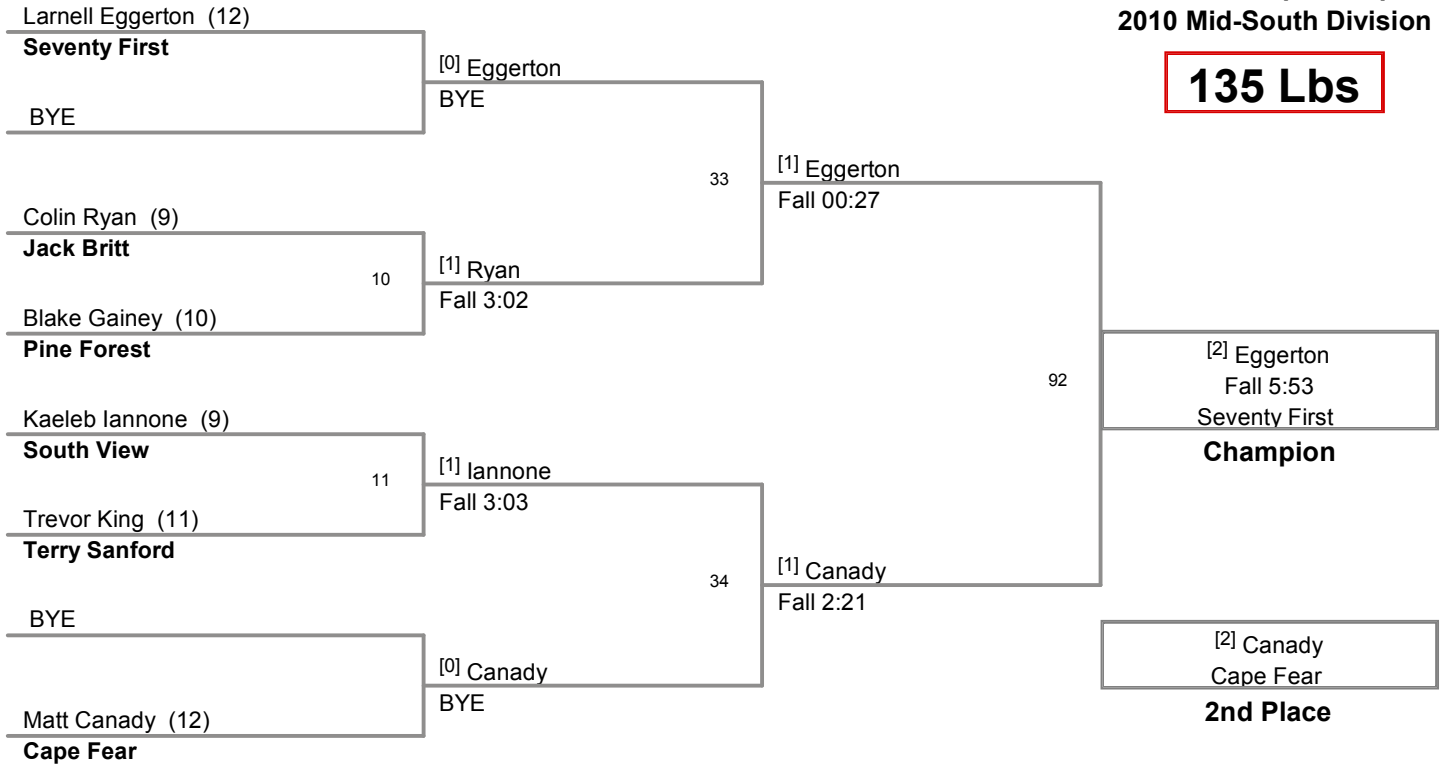 2010 Mid-South Division
135 Lbs
Larnell Eggerton (12)
Seventy First
BYE
Colin Ryan (9)
Jack Britt
10
Blake Gainey (10)
Pine Forest
Kaeleb Iannone (9)
South View
11
Trevor King (11)
Terry Sanford
BYE
Matt Canady (12)
Cape Fear
[0] Eggerton
BYE
33
[1] Ryan
Fall 3:02
[1] Iannone
Fall 3:03
34
[0] Canady
BYE
[1] Eggerton
Fall 00:27
92
[1] Canady
Fall 2:21
[2] Eggerton
Fall 5:53
Seventy First
Champion
[2] Canady
Cape Fear
2nd Place